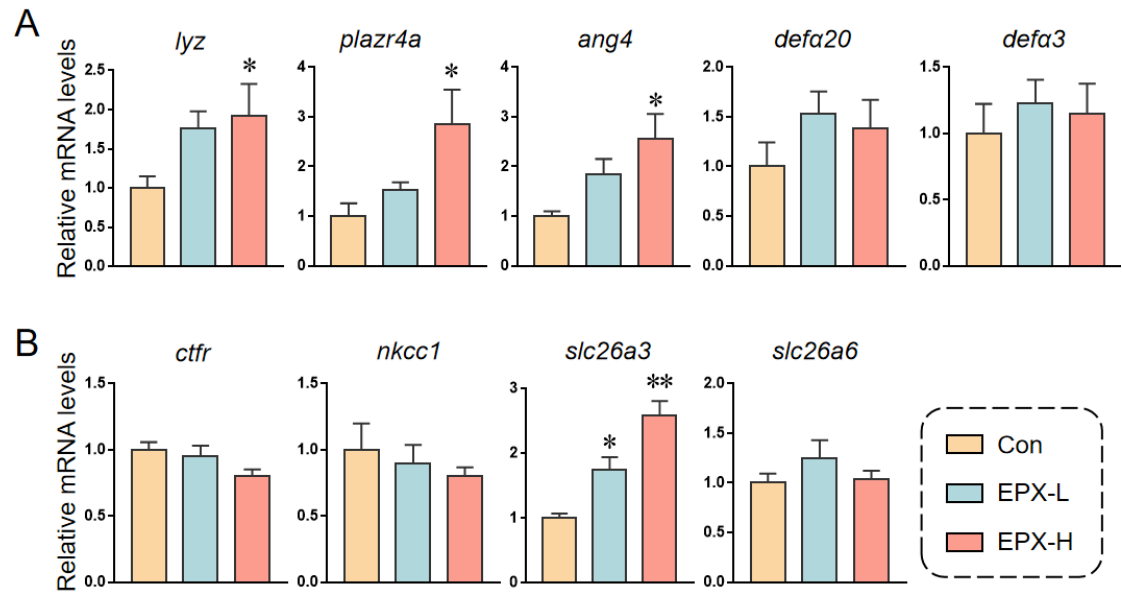 A
lyz
plazr4a
ang4
defα20
defα3
Relative mRNA levels
2.5
2.0
1.5
1.0
0.5
0.0
*
4
3
2
1
0
*
4
3
2
1
0
*
2.0
1.5
1.0
0.5
0.0
1.5
1.0
0.5
0.0
B
ctfr
nkcc1
slc26a3
slc26a6
Relative mRNA levels
1.5
1.0
0.5
0.0
1.5
1.0
0.5
0.0
3
2
1
0
*
**
2.0
1.5
1.0
0.5
0.0
Con
EPX-L
EPX-H